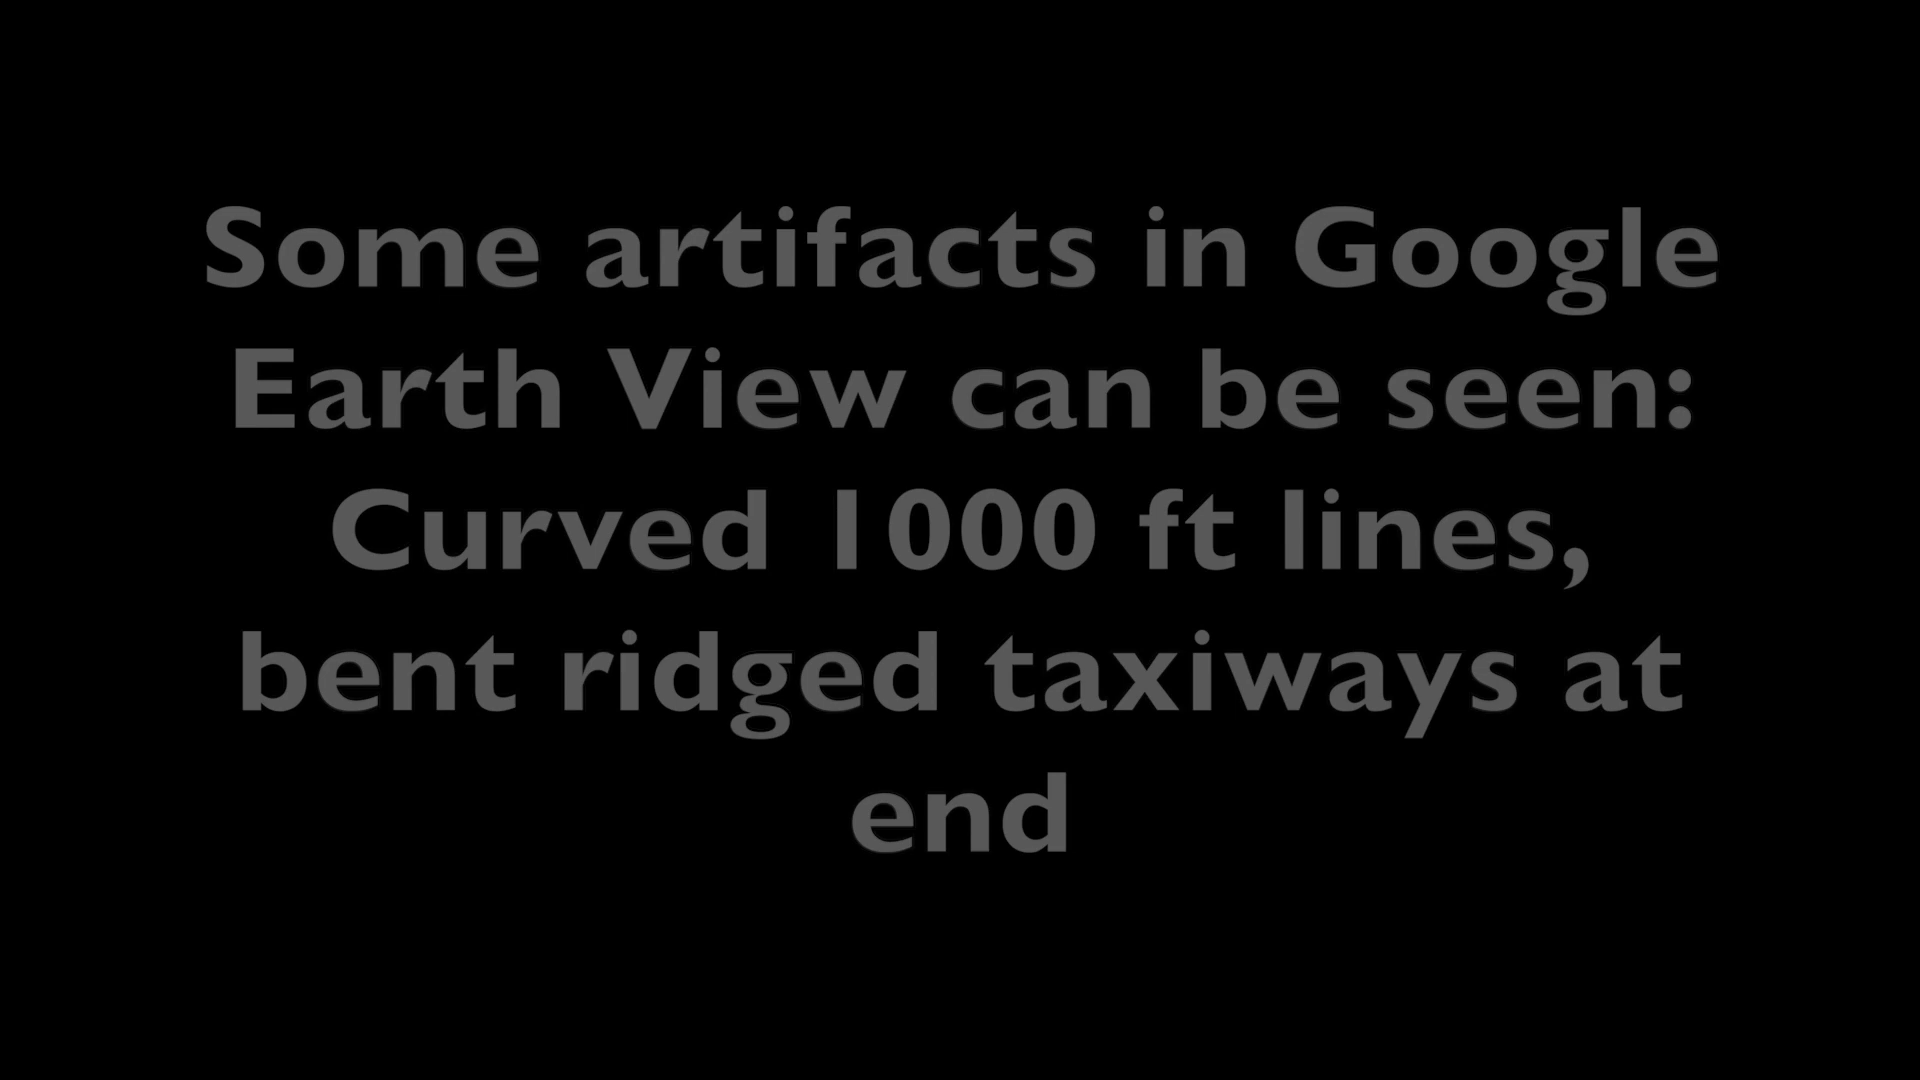 Some artifacts in Google
Earth View can be seen:
Curved 1000 ft lines,
bent ridged taxiways at
end